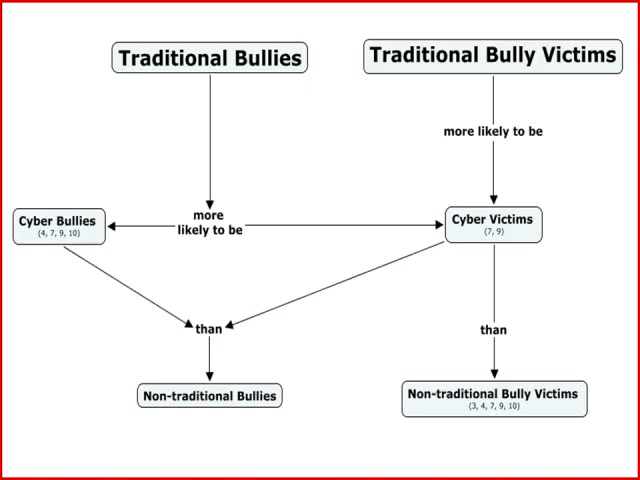 Traditional Bullies
Traditional Bully Victims
more likely to be
more
likely to be
Cyber Bullies
(4, 7, 9, 10)
Cyber Victims
(7, 9)
than
than
Non-traditional Bullies
Non-traditional Bully Victims
(3, 4, 7, 9, 10)